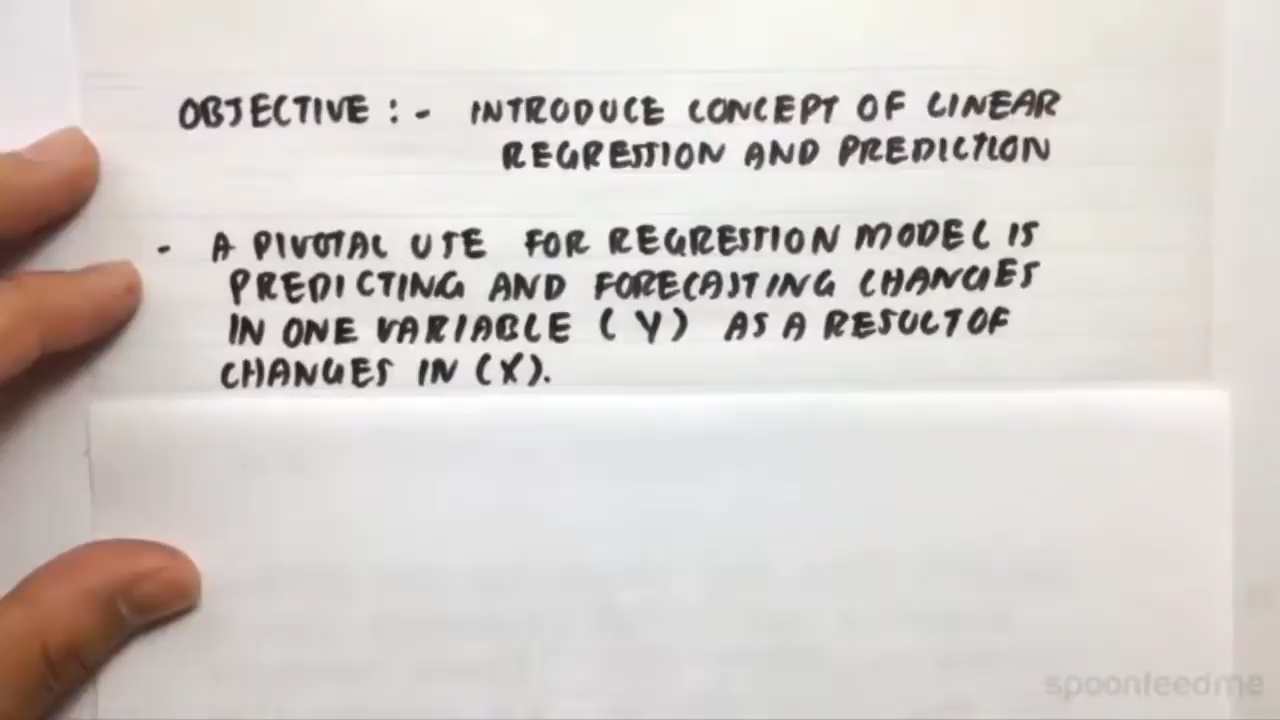 OBJECTIVE :- INTRODUCE CONCEPT OF LINEAR
REGRESSION AND PREDICTION
- A PIVOTAL USE FOR REGRESSION MODEL IS
PREDICTING AND FORECASTING CHANGES
IN ONE VARIABLE (Y) AS A RESULT OF
CHANGES IN (X).
spoonfeedme